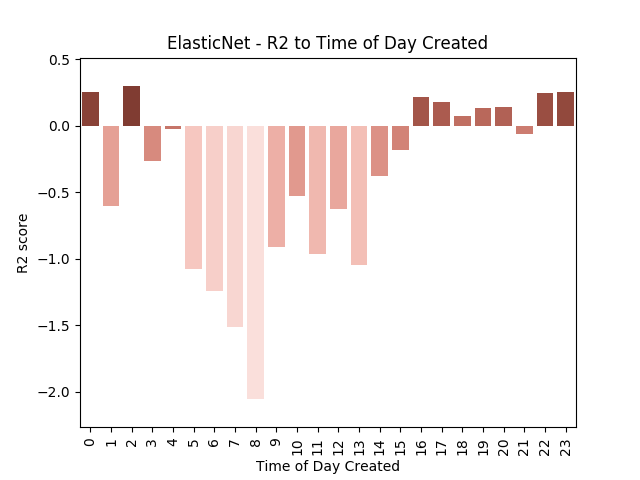 ElasticNet - R2 to Time of Day Created
0.5
0.0
−0.5
−1.0
−1.5
−2.0
R2 score
0 1 2 3 4 5 6 7 8 9 10 11 12 13 14 15 16 17 18 19 20 21 22 23
Time of Day Created